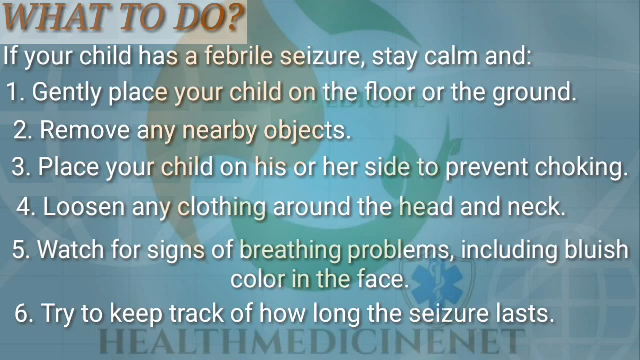 WHAT TO DO?
If your child has a febrile seizure, stay calm and:
1. Gently place your child on the floor or the ground.
2. Remove any nearby objects.
3. Place your child on his or her side to prevent choking.
4. Loosen any clothing around the head and neck.
5. Watch for signs of breathing problems, including bluish
color in the face.
6. Try to keep track of how long the seizure lasts.
HEALTHMEDICINENET